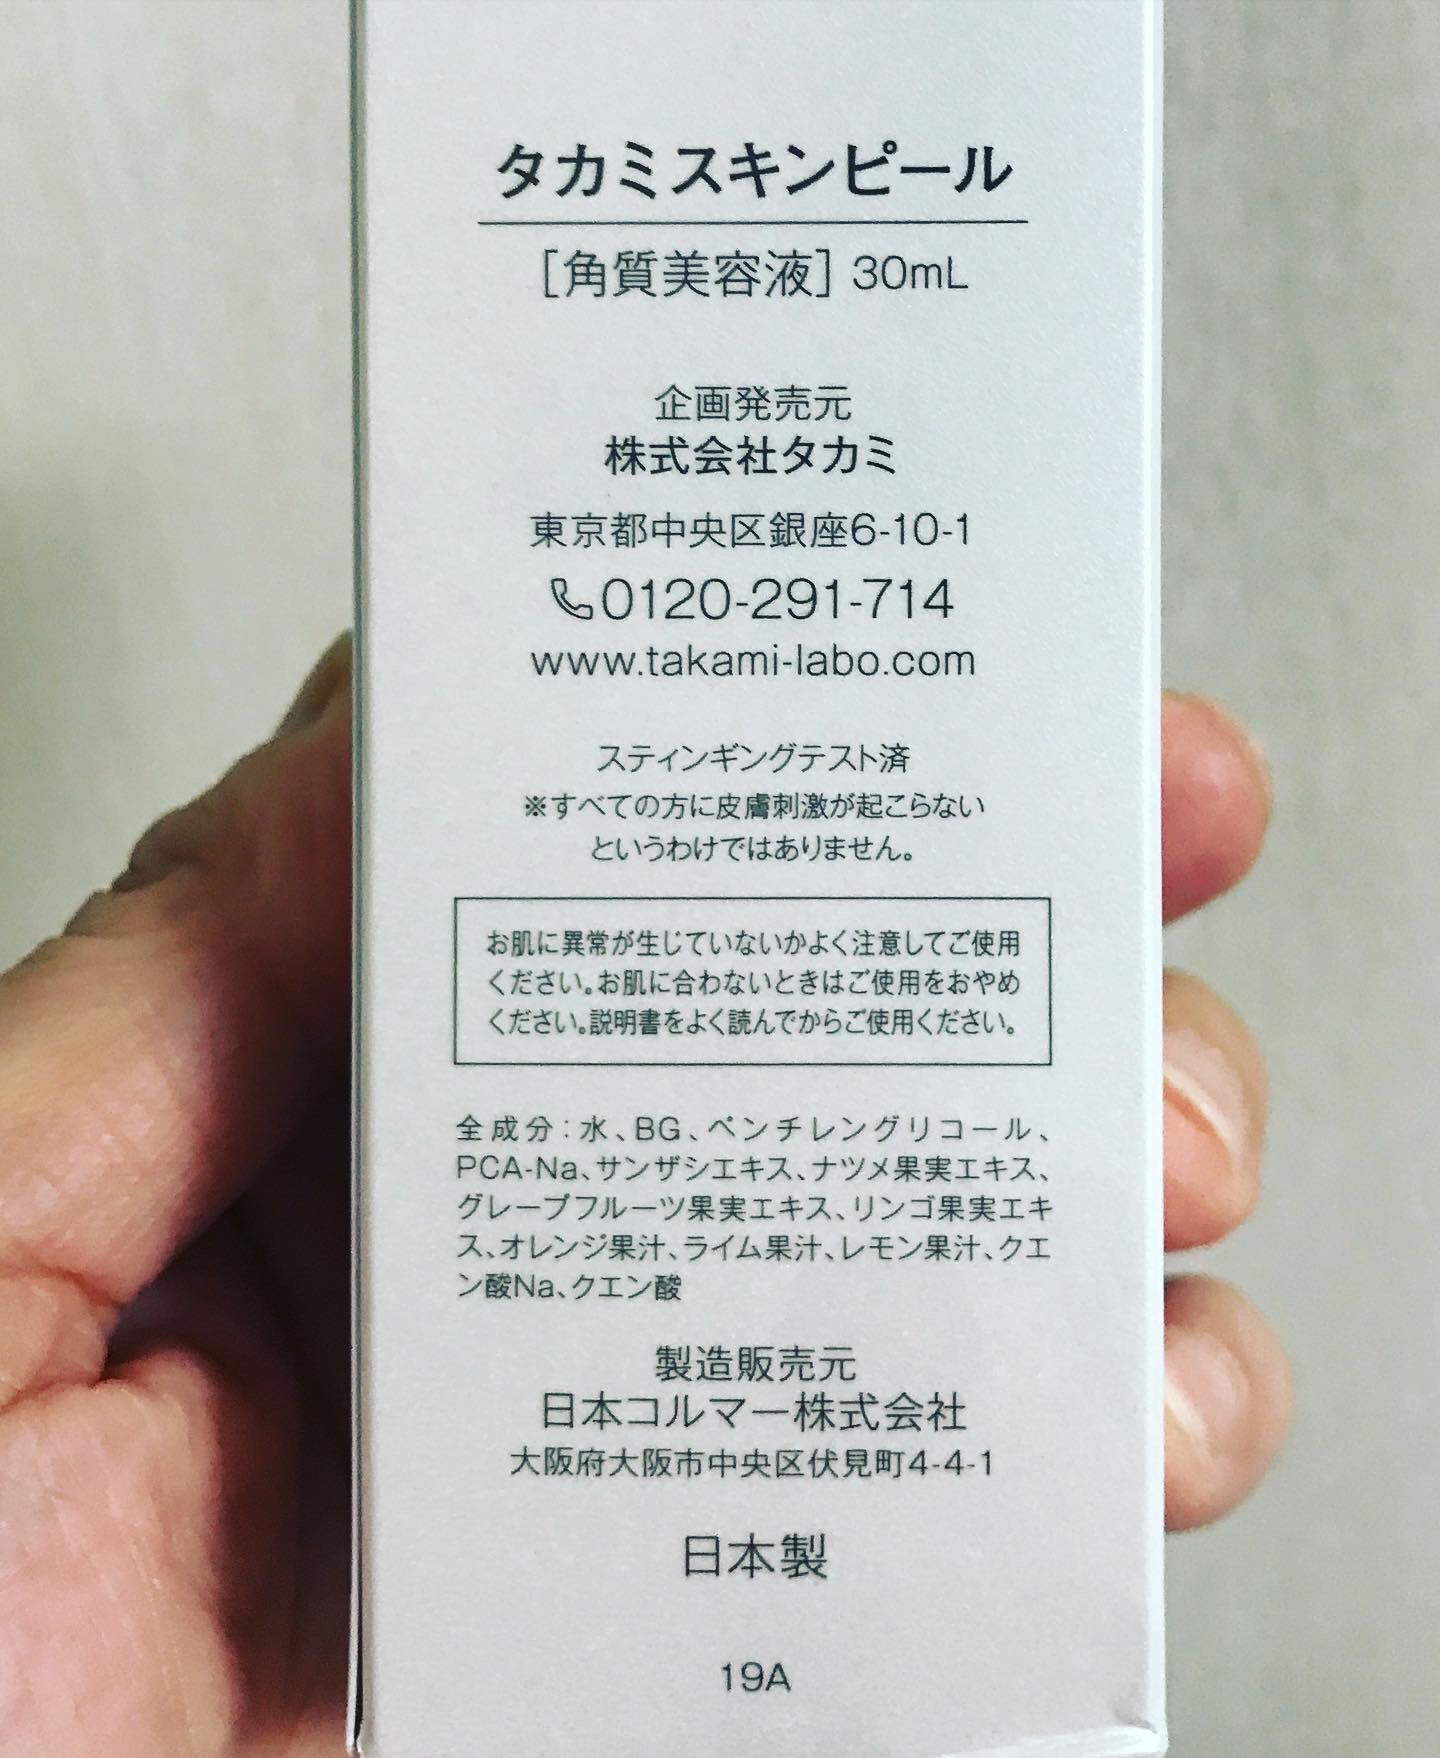 タカミスキンピール
［角質美容液］30mL
企画発売元
株式会社タカミ
東京都中央区銀座6-10-1
0120-291-714
www.takami-labo.com
スティンギングテスト済
※すべての方に皮膚刺激が起こらない
というわけではありません。
お肌に異常が生じていないかよく注意してご使用
ください。お肌に合わないときはご使用をおやめ
ください。説明書をよく読んでからご使用ください。
全成分：水、BG、ペンチレングリコール、
PCA-Na、サンザシエキス、ナツメ果実エキス、
グレープフルーツ果実エキス、リンゴ果実エキ
ス、オレンジ果汁、ライム果汁、レモン果汁、クエ
ン酸Na、クエン酸
製造販売元
日本コルマー株式会社
大阪府大阪市中央区伏見町4-4-1
日本製
19A